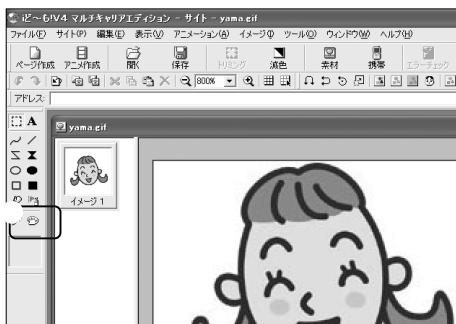 iど〜も!V4 マルチキャリアエディション - サイト - yama.gif
ファイル(F) サイト(P) 編集(E) 表示(V) アニメーション(A) イメージ(I) ツール(O) ウィンドウ(W) ヘルプ(H)
ページ作成 アニメ作成 開く 保存 トリミング 減色 素材 携帯 エラーチェック
800%
アドレス:
A
yama.gif
イメージ 1